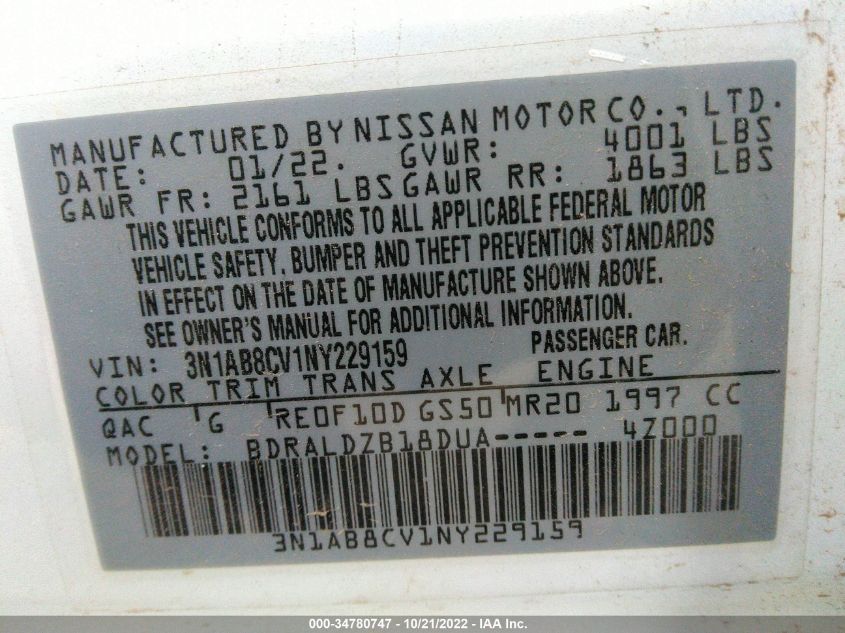 MANUFACTURED BY NISSAN MOTOR CO., LTD.
DATE: 01/22. GVWR: 4001 LBS
GAWR FR: 2161 LBS GAWR RR: 1863 LBS
THIS VEHICLE CONFORMS TO ALL APPLICABLE FEDERAL MOTOR
VEHICLE SAFETY, BUMPER AND THEFT PREVENTION STANDARDS
IN EFFECT ON THE DATE OF MANUFACTURE SHOWN ABOVE.
SEE OWNER'S MANUAL FOR ADDITIONAL INFORMATION.
VIN: 3N1AB8CV1NY229159 PASSENGER CAR.
COLOR TRIM TRANS AXLE ENGINE
QAC G RE0F10D GS50 MR20 1997 CC
MODEL: BDRALDZB18DUA----- 4Z000
3N1AB8CV1NY229159
000-34780747 - 10/21/2022 - IAA Inc.